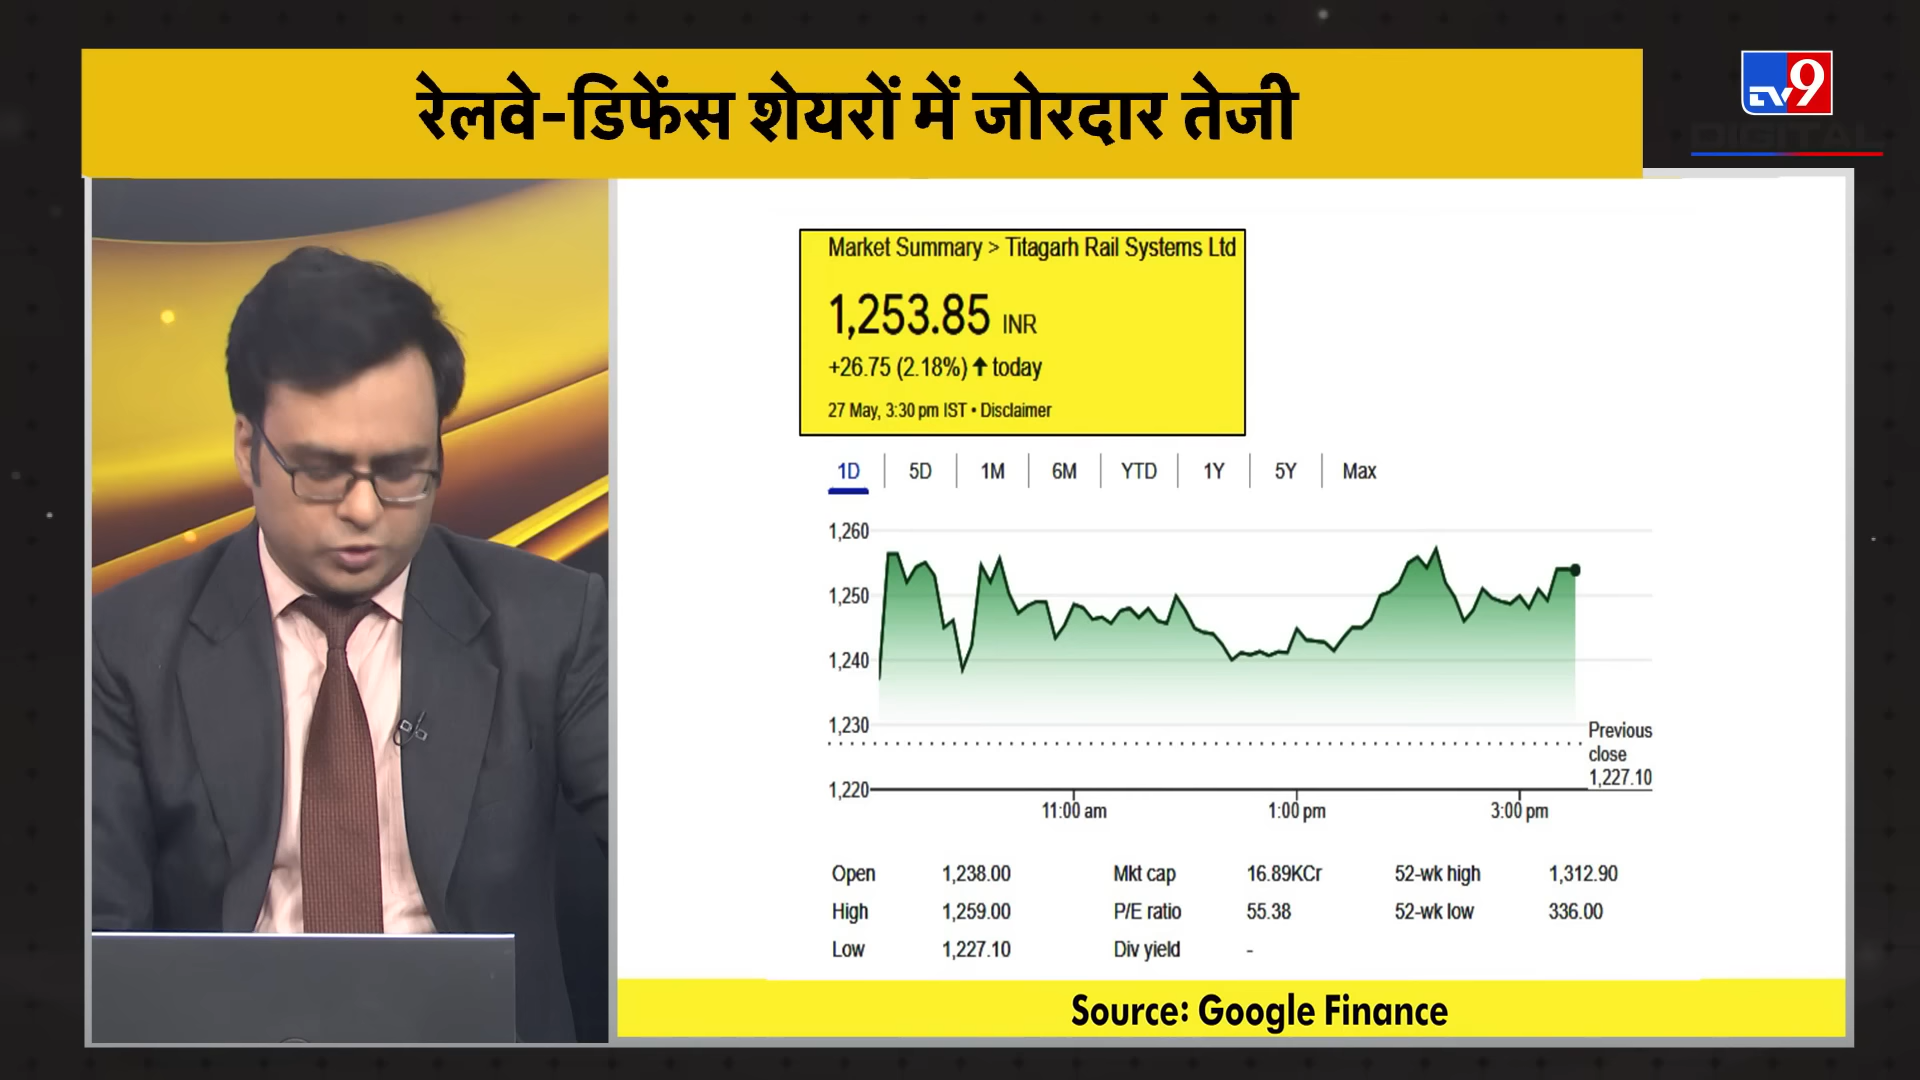 रेलवे-डिफेंस शेयरों में जोरदार तेजी
TV9
DIGITAL
Market Summary > Titagarh Rail Systems Ltd
1,253.85 INR
+26.75 (2.18%) ↑ today
27 May, 3:30 pm IST • Disclaimer
1D 5D 1M 6M YTD 1Y 5Y Max
1,260
1,250
1,240
1,230
1,220
Previous
close
1,227.10
11:00 am 1:00 pm 3:00 pm
Open 1,238.00 Mkt cap 16.89KCr 52-wk high 1,312.90
High 1,259.00 P/E ratio 55.38 52-wk low 336.00
Low 1,227.10 Div yield -
Source: Google Finance